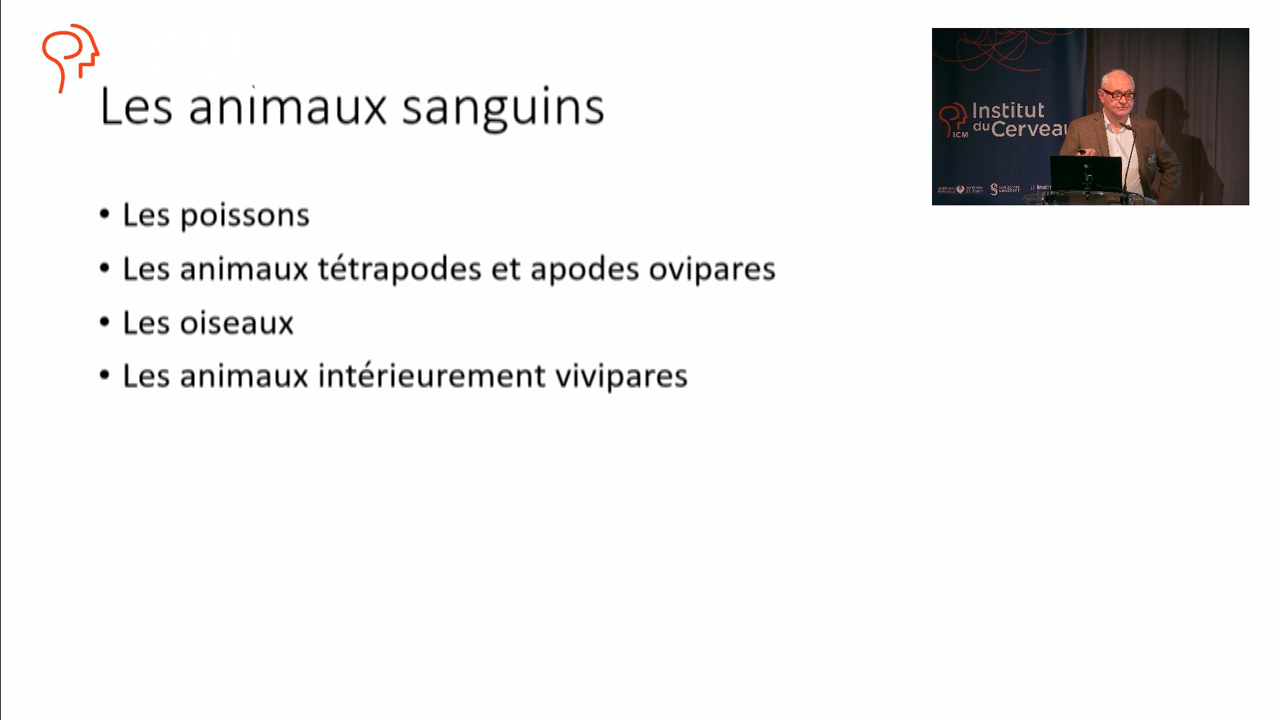 Les animaux sanguins
• Les poissons
• Les animaux tétrapodes et apodes ovipares
• Les oiseaux
• Les animaux intérieurement vivipares
Institut
du Cerveau
ICM